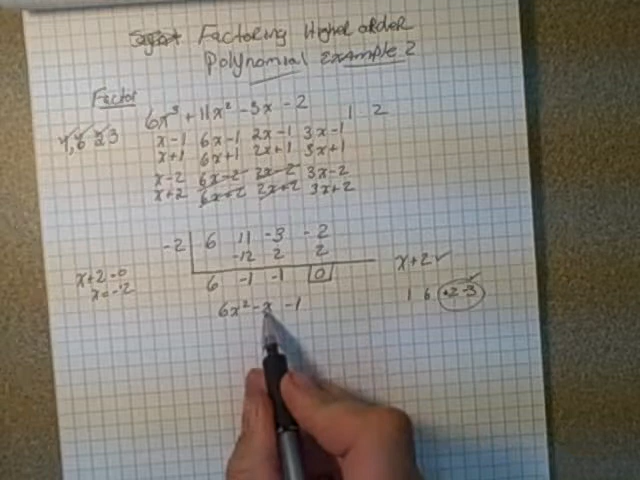 Factoring Higher order
Polynomial Example 2
Factor
6x³ + 11x² - 3x - 2
1 2
1, 6 2 3
x-1 6x-1 2x-1 3x-1
x+1 6x+1 2x+1 3x+1
x-2 6x-2 2x-2 3x-2
x+2 6x+2 2x+2 3x+2
-2 6 11 -3 -2
-12 2 2
6 -1 -1 0
x+2=0
x=-2
x+2 ✓
1 6 +2 -3
6x² - x - 1